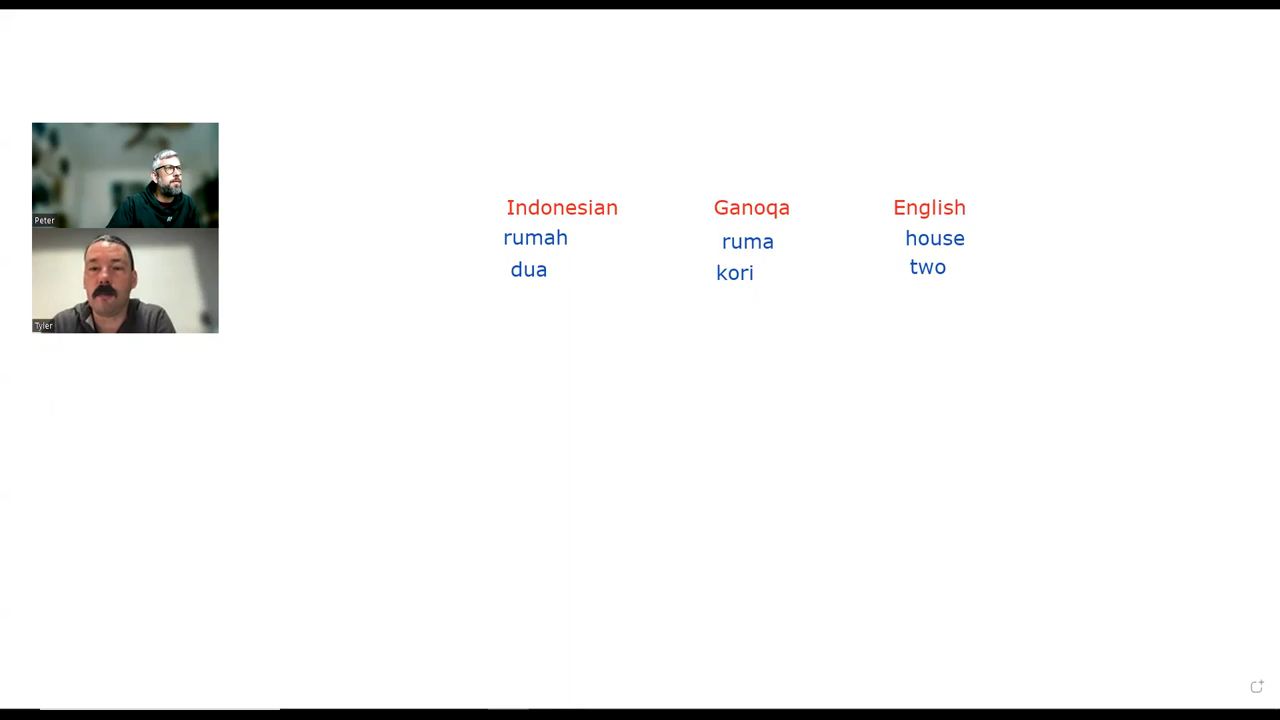 Peter
Tyler
Indonesian Ganoqa English
rumah ruma house
dua kori two